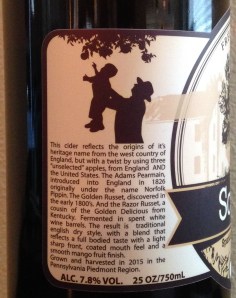 This cider reflects the origins of it's
heritage name from the west country of
England, but with a twist by using three
"unselected" apples, from England AND
the United States. The Adams Pearmain,
introduced into England in 1826
originally under the name Norfolk
Pippin. The Golden Russet, discovered in
the early 1800's. And the Razor Russet, a
cousin of the Golden Delicious from
Kentucky. Fermented in spent white
wine barrels. The result is traditional
english dry style, with a blend that
reflects a full bodied taste with a light
sharp front, coated mouth feel and a
smooth mango fruit finish.
Grown and harvested in 2015 in the
Pennsylvania Piedmont Region.
ALC. 7.8% VOL. 25 OZ/750mL